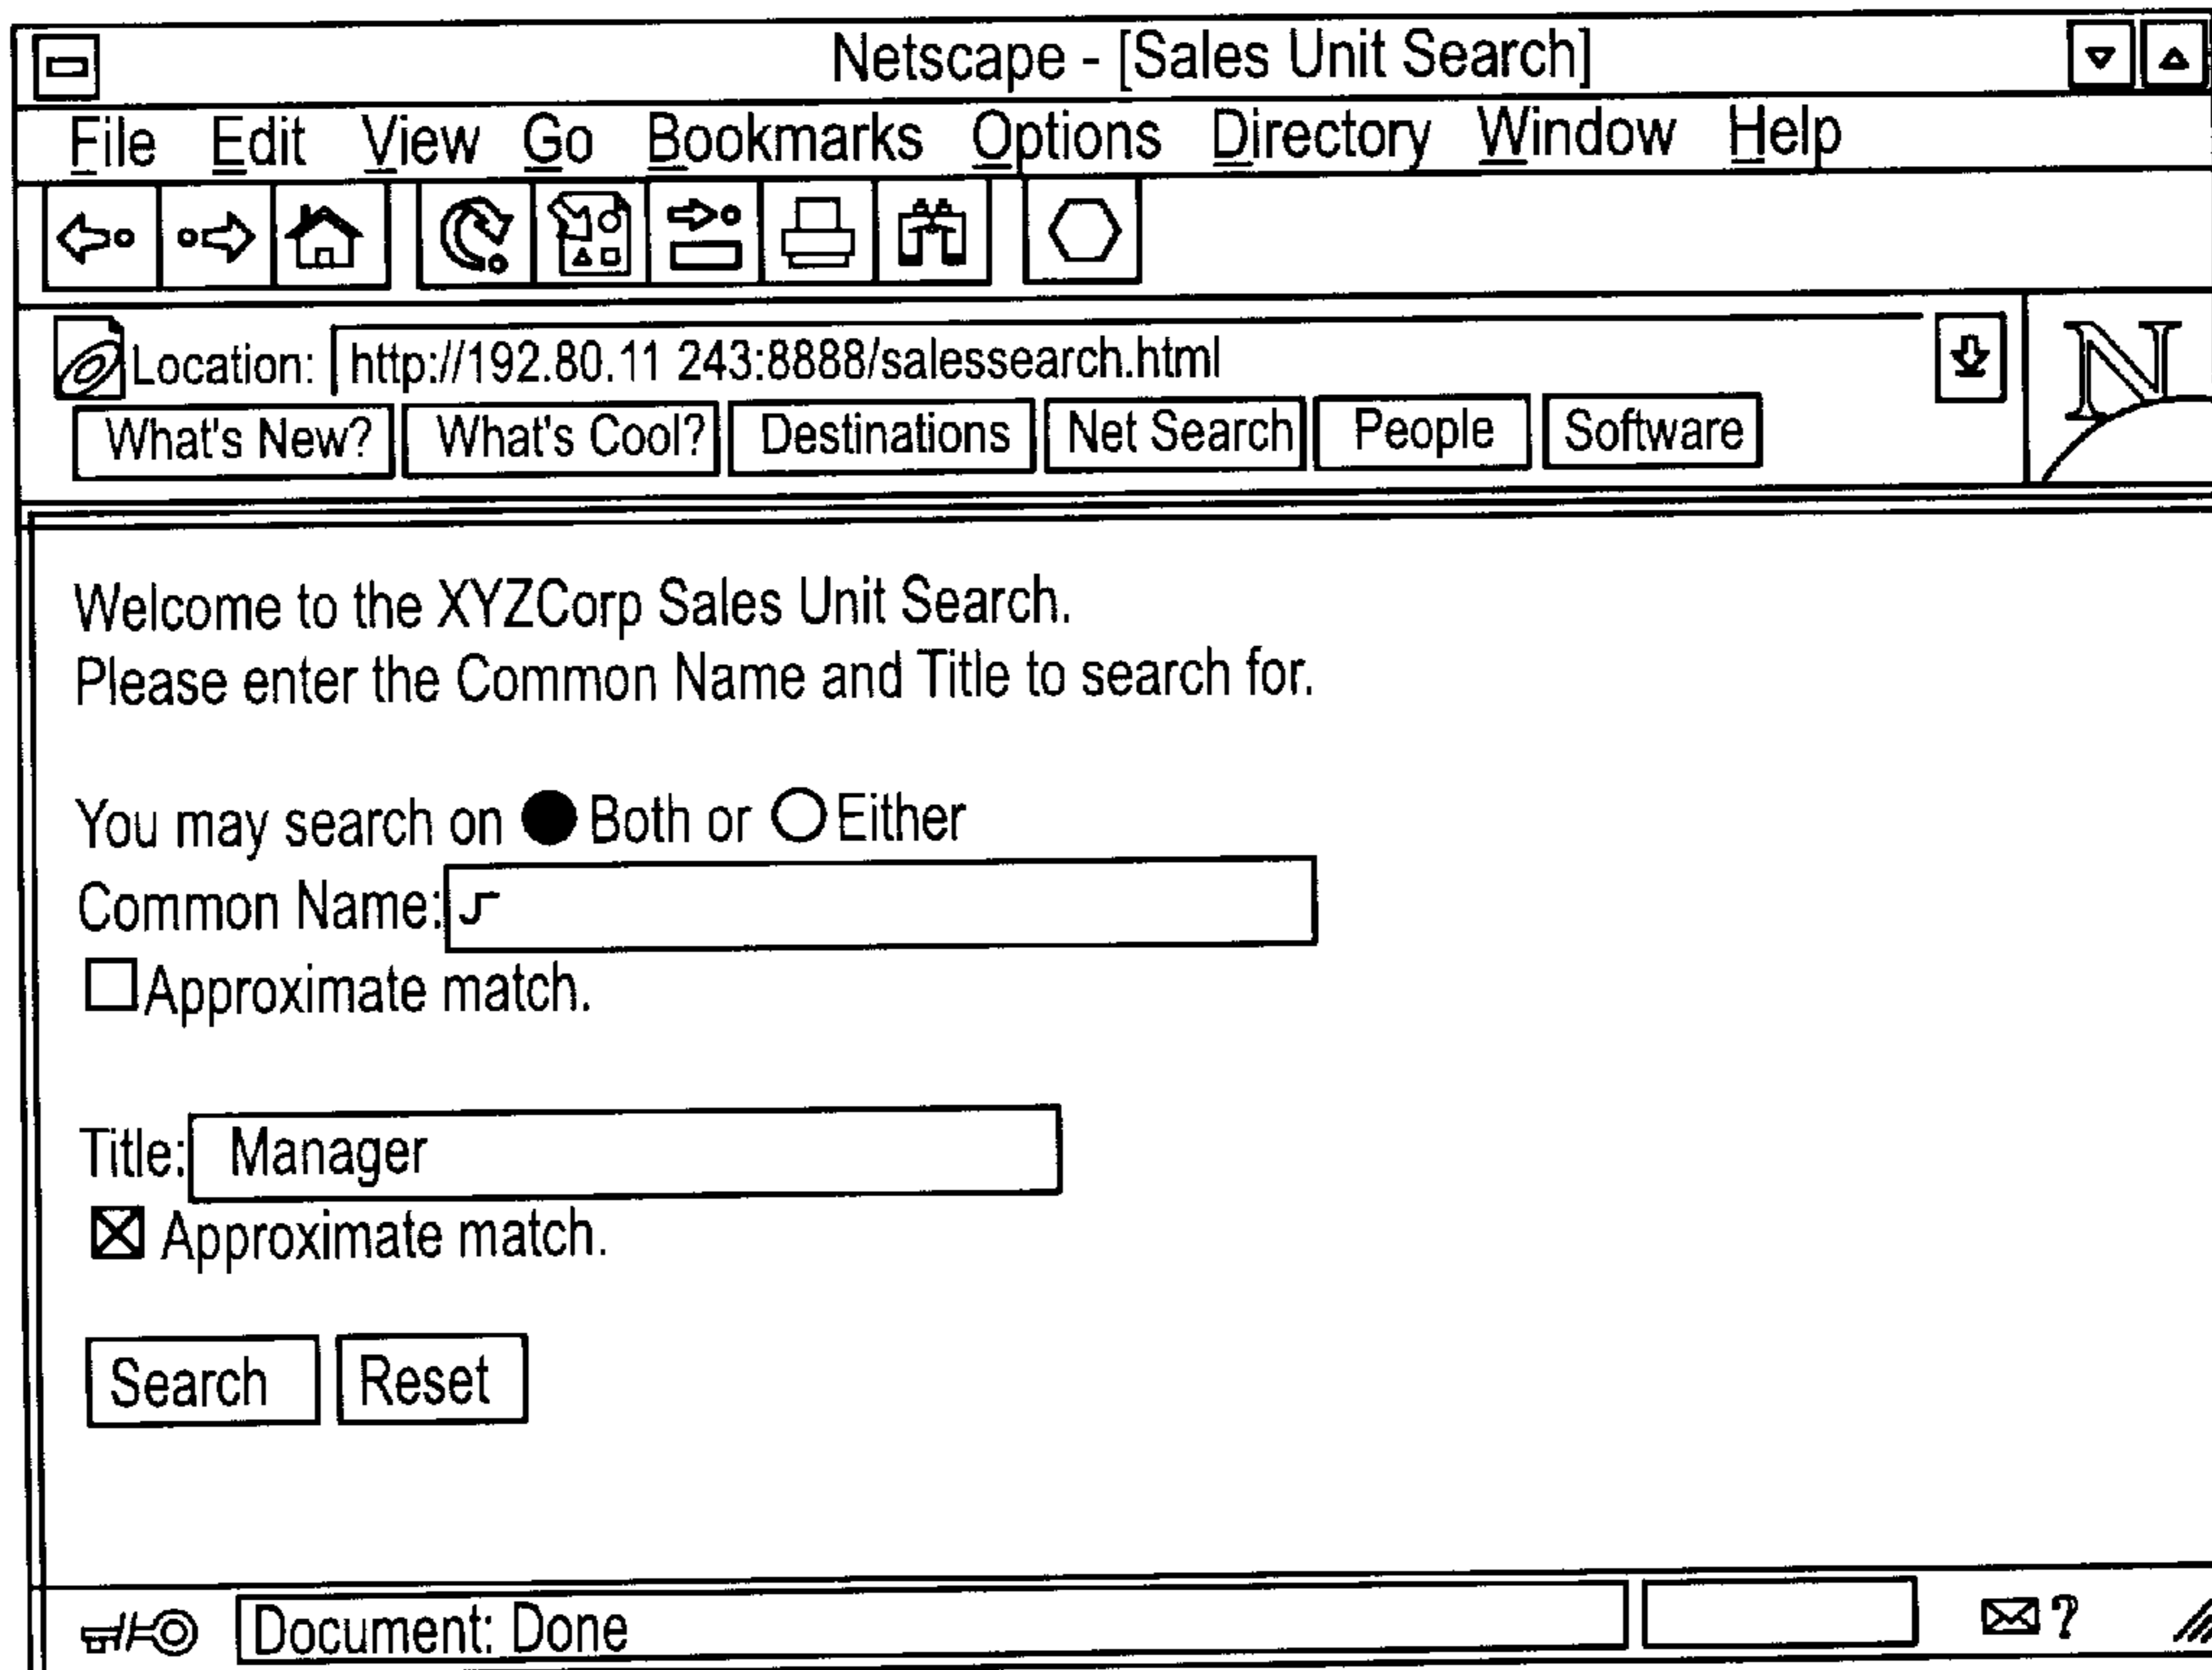 Netscape - [Sales Unit Search]
File Edit View Go Bookmarks Options Directory Window Help
Location: http://192.80.11 243:8888/salessearch.html
N
What's New? What's Cool? Destinations Net Search People Software
Welcome to the XYZCorp Sales Unit Search.
Please enter the Common Name and Title to search for.
You may search on Both or Either
Common Name:
Approximate match.
Title: Manager
Approximate match.
Search Reset
Document: Done
?